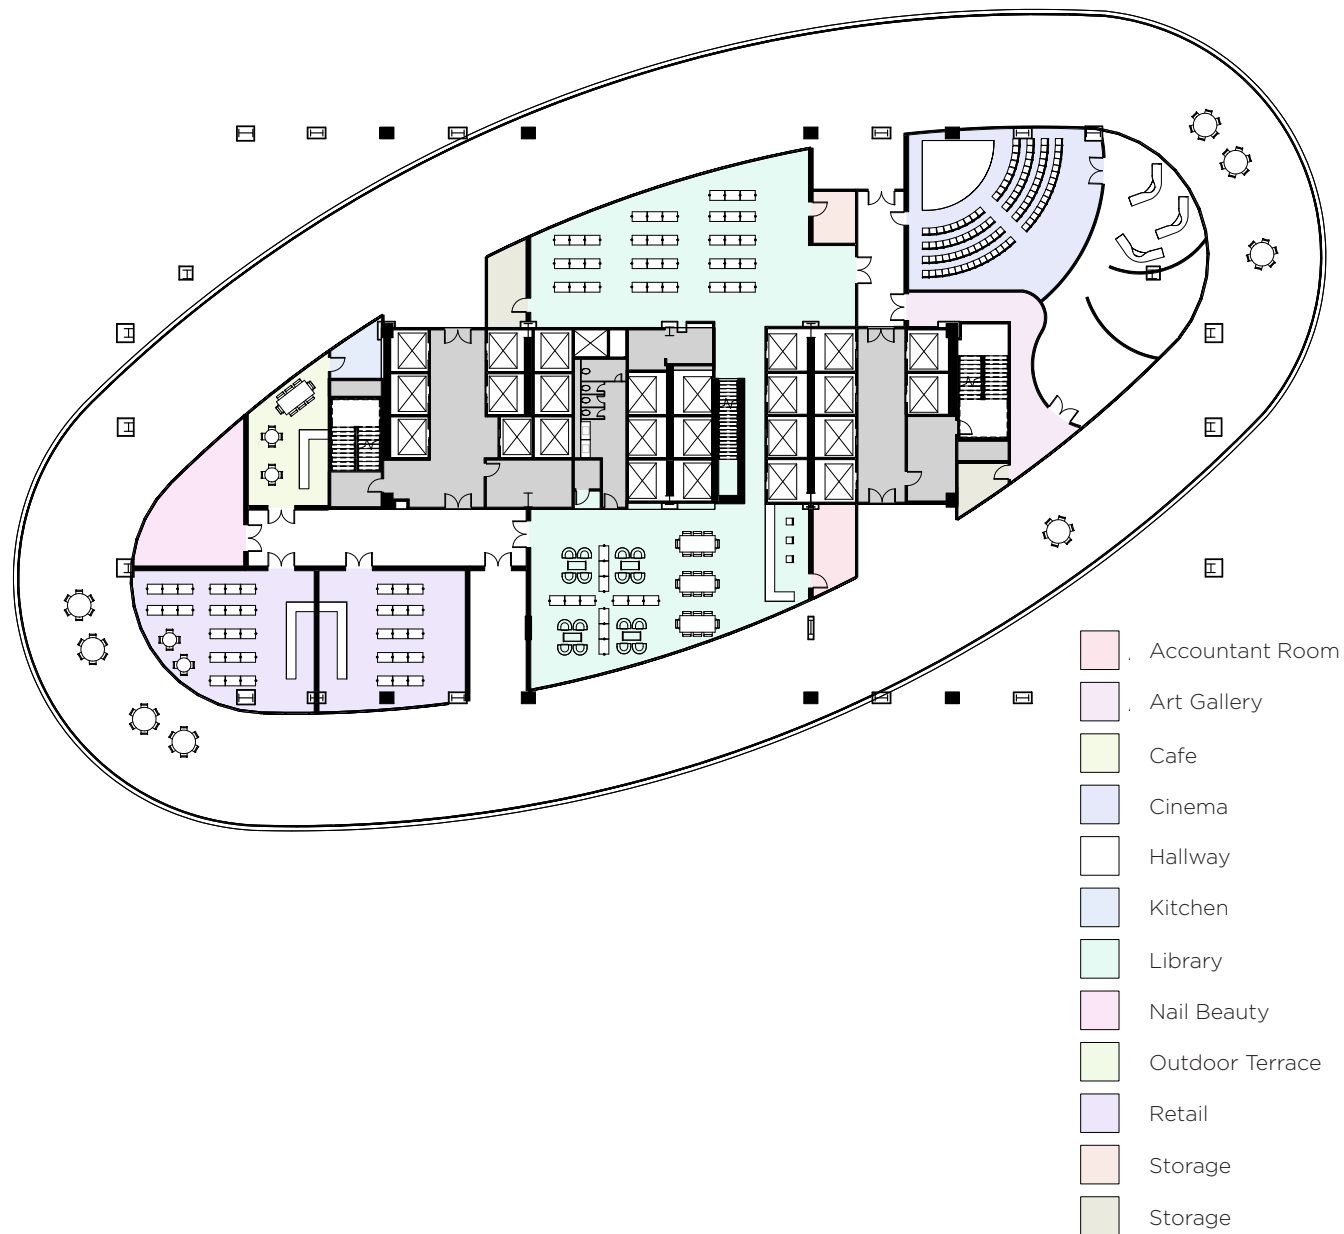 Accountant Room
Art Gallery
Cafe
Cinema
Hallway
Kitchen
Library
Nail Beauty
Outdoor Terrace
Retail
Storage
Storage